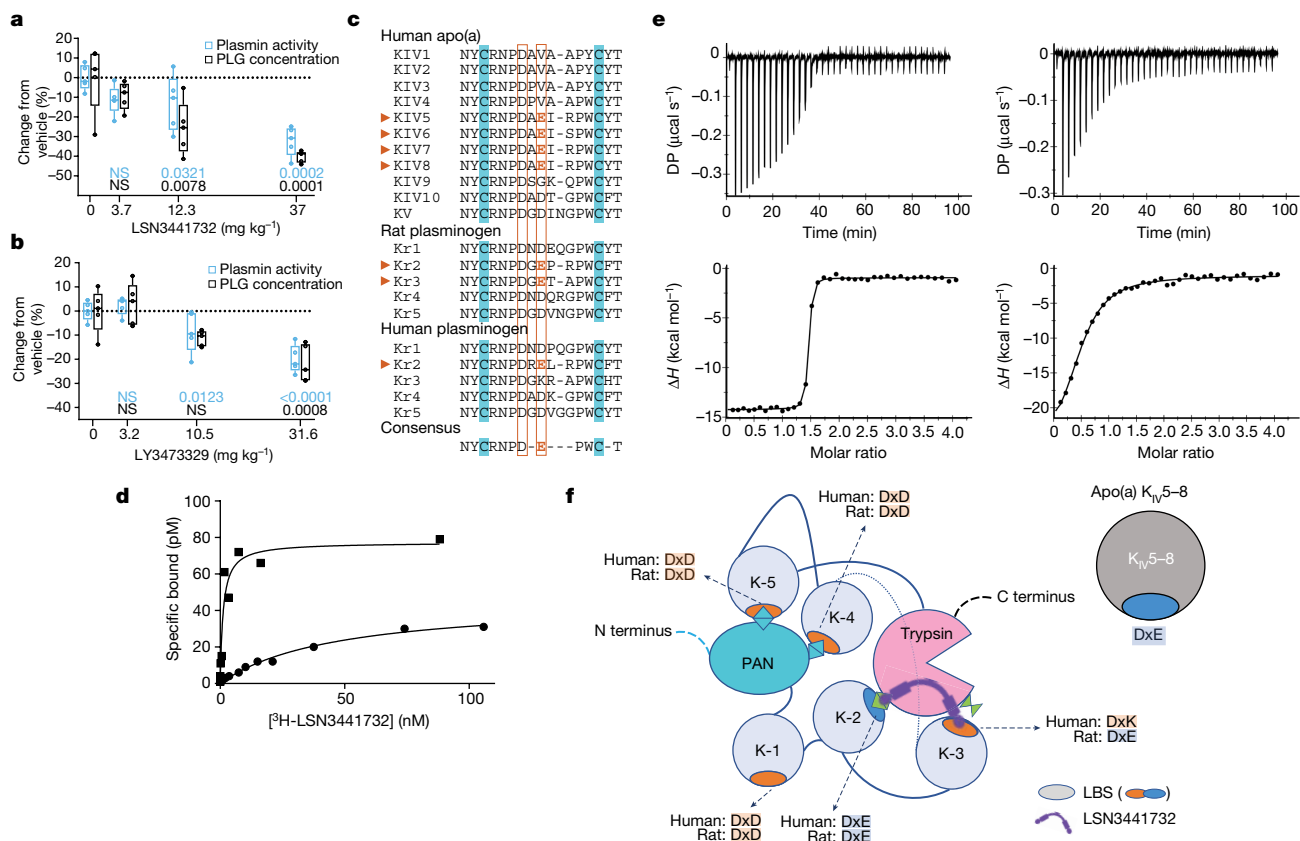 a
Plasmin activity
PLG concentration
Change from vehicle (%)
20
10
0
−10
−20
−30
−40
−50
NS 0.0321 0.0002
NS 0.0078 0.0001
0 3.7 12.3 37
LSN3441732 (mg kg⁻¹)
b
Plasmin activity
PLG concentration
Change from vehicle (%)
20
10
0
−10
−20
−30
−40
NS 0.0123 <0.0001
NS NS 0.0008
0 3.2 10.5 31.6
LY3473329 (mg kg⁻¹)
c
Human apo(a)
KIV1 NYCRNPDAVA-APYCYT
KIV2 NYCRNPDAVA-APYCYT
KIV3 NYCRNPDPVA-APYCYT
KIV4 NYCRNPDPVA-APYCYT
KIV5 NYCRNPDAEI-RPWCYT
KIV6 NYCRNPDAEI-SPWCYT
KIV7 NYCRNPDAEI-RPWCYT
KIV8 NYCRNPDAEI-SPWCYT
KIV9 NYCRNPDSGK-QPWCYT
KIV10 NYCRNPDADT-GPWCFT
KV NYCRNPDGDINGPWCYT
Rat plasminogen
Kr1 NYCRNPDNDEQGPWCYT
Kr2 NYCRNPDGEP-RPWCFT
Kr3 NYCRNPDGET-APWCYT
Kr4 NYCRNPDNDQRGPWCFT
Kr5 NYCRNPDGDVNGPWCYT
Human plasminogen
Kr1 NYCRNPDNDPQGPWCYT
Kr2 NYCRNPDREL-RPWCFT
Kr3 NYCRNPDGKR-APWCHT
Kr4 NYCRNPDADK-GPWCFT
Kr5 NYCRNPDGDVGGPWCYT
Consensus
NYCRNPD-E----PWC-T
d
Specific bound (pM)
100
80
60
40
20
0
0 50 100
[³H-LSN3441732] (nM)
e
DP (μcal s⁻¹)
0
−0.1
−0.2
−0.3
0 20 40 60 80 100
Time (min)
DP (μcal s⁻¹)
0
−0.1
−0.2
−0.3
0 20 40 60 80 100
Time (min)
ΔH (kcal mol⁻¹)
0
−5
−10
−15
0.5 1.5 2.5 3.5
0 1.0 2.0 3.0 4.0
Molar ratio
ΔH (kcal mol⁻¹)
0
−5
−10
−15
−20
0.5 1.5 2.5 3.5
0 1.0 2.0 3.0 4.0
Molar ratio
f
Human: DxD
Rat: DxD
Human: DxD
Rat: DxD
K-5
K-4
Trypsin
C terminus
N terminus
PAN
K-2
K-1
K-3
Human: DxK
Rat: DxE
Human: DxD
Rat: DxD
Human: DxE
Rat: DxE
Apo(a) KIV5–8
KIV5–8
DxE
LBS ( )
LSN3441732